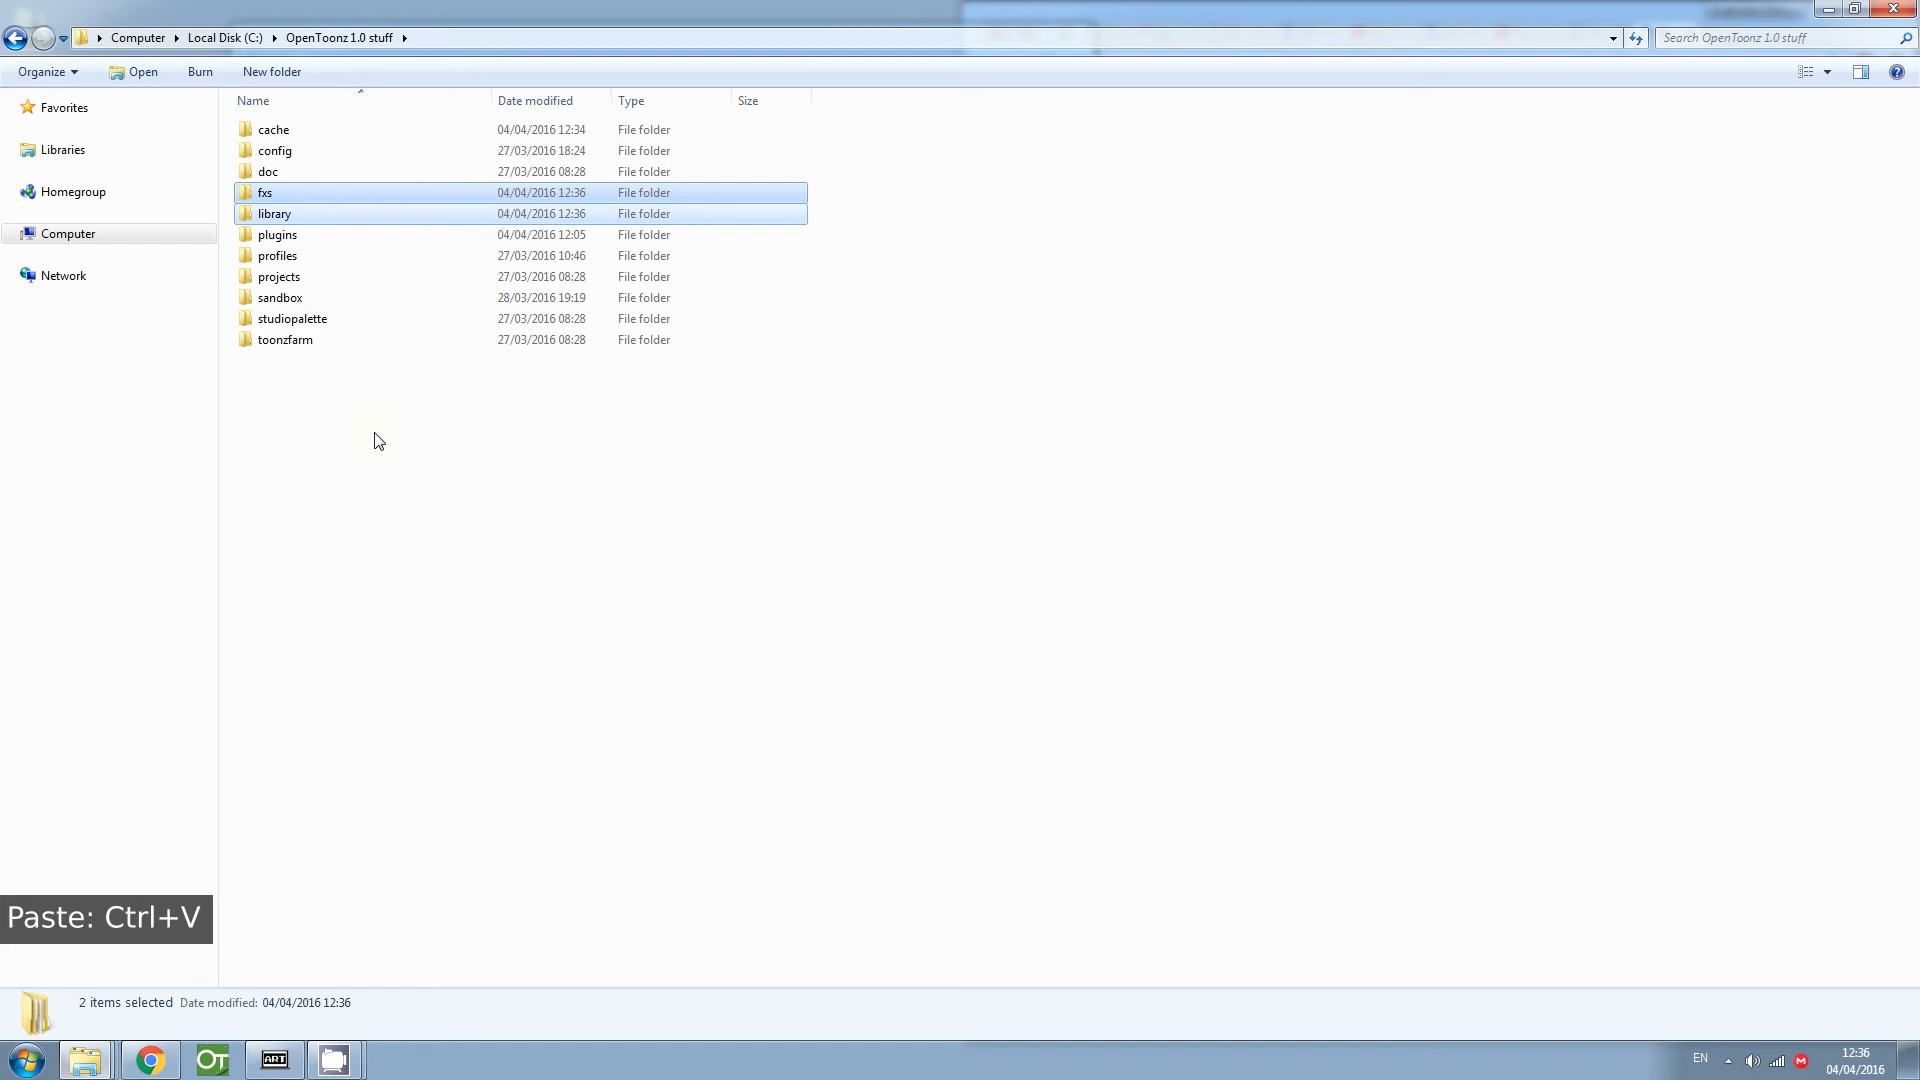 Computer Local Disk (C:) OpenToonz 1.0 stuff Search OpenToonz 1.0 stuff
Organize Open Burn New folder
Favorites
Libraries
Homegroup
Computer
Network
Name Date modified Type Size
cache 04/04/2016 12:34 File folder
config 27/03/2016 18:24 File folder
doc 27/03/2016 08:28 File folder
fxs 04/04/2016 12:36 File folder
library 04/04/2016 12:36 File folder
plugins 04/04/2016 12:05 File folder
profiles 27/03/2016 10:46 File folder
projects 27/03/2016 08:28 File folder
sandbox 28/03/2016 19:19 File folder
studiopalette 27/03/2016 08:28 File folder
toonzfarm 27/03/2016 08:28 File folder
Paste: Ctrl+V
2 items selected Date modified: 04/04/2016 12:36
OT ART EN M 12:36
04/04/2016